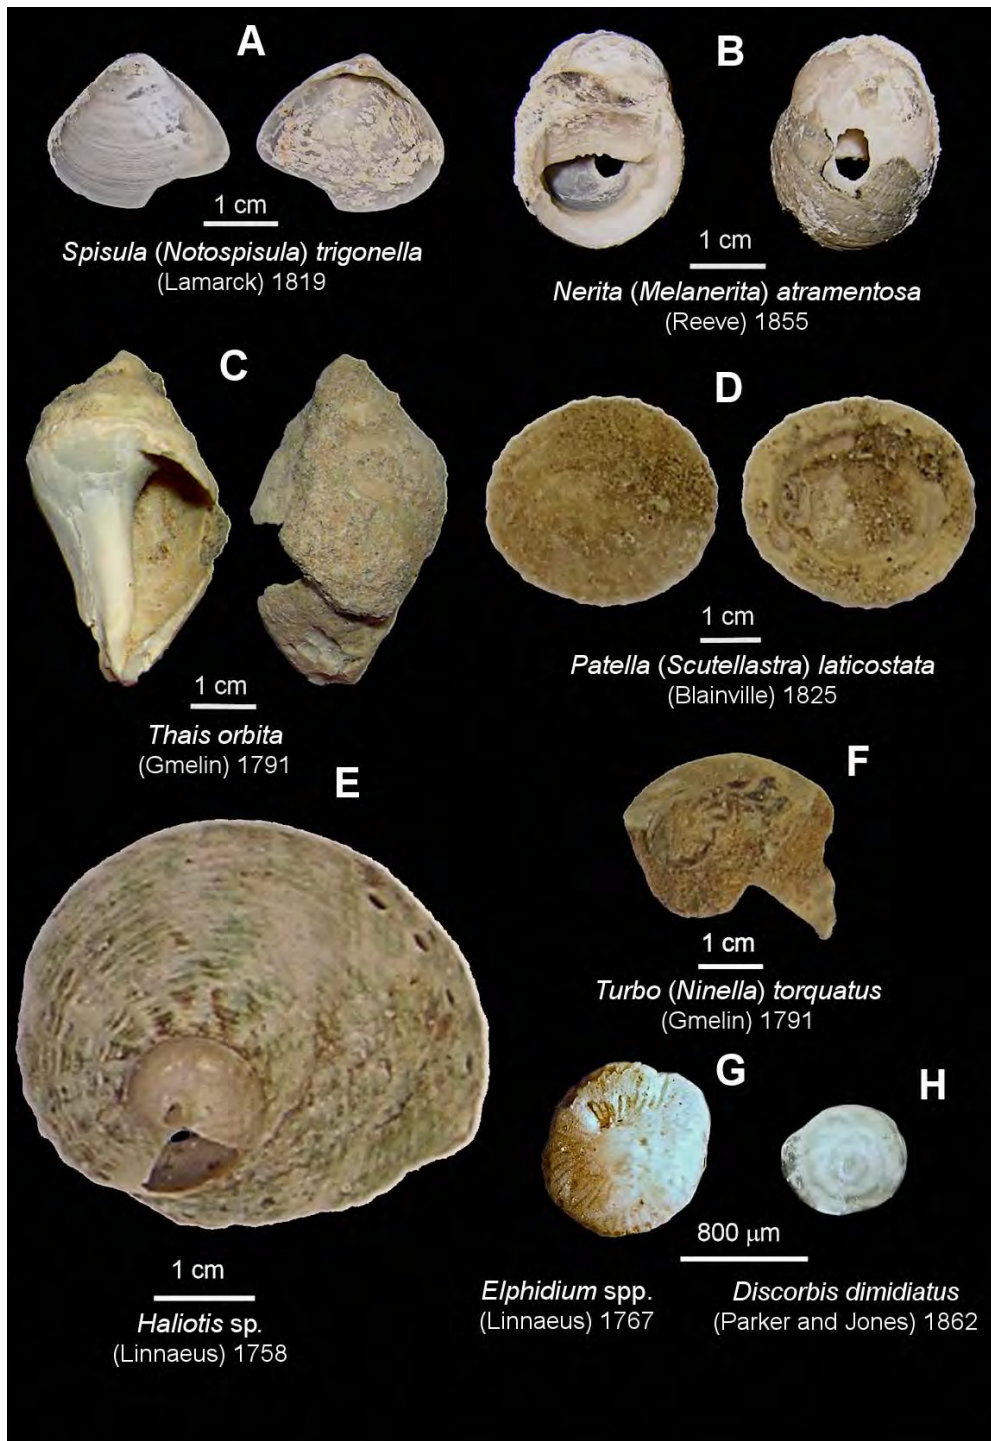 A
1 cm
Spisula (Notospisula) trigonella
(Lamarck) 1819
B
1 cm
Nerita (Melanerita) atramentosa
(Reeve) 1855
C
1 cm
Thais orbita
(Gmelin) 1791
D
1 cm
Patella (Scutellastra) laticostata
(Blainville) 1825
E
1 cm
Haliotis sp.
(Linnaeus) 1758
F
1 cm
Turbo (Ninella) torquatus
(Gmelin) 1791
G
H
800 μm
Elphidium spp.
(Linnaeus) 1767
Discorbis dimidiatus
(Parker and Jones) 1862